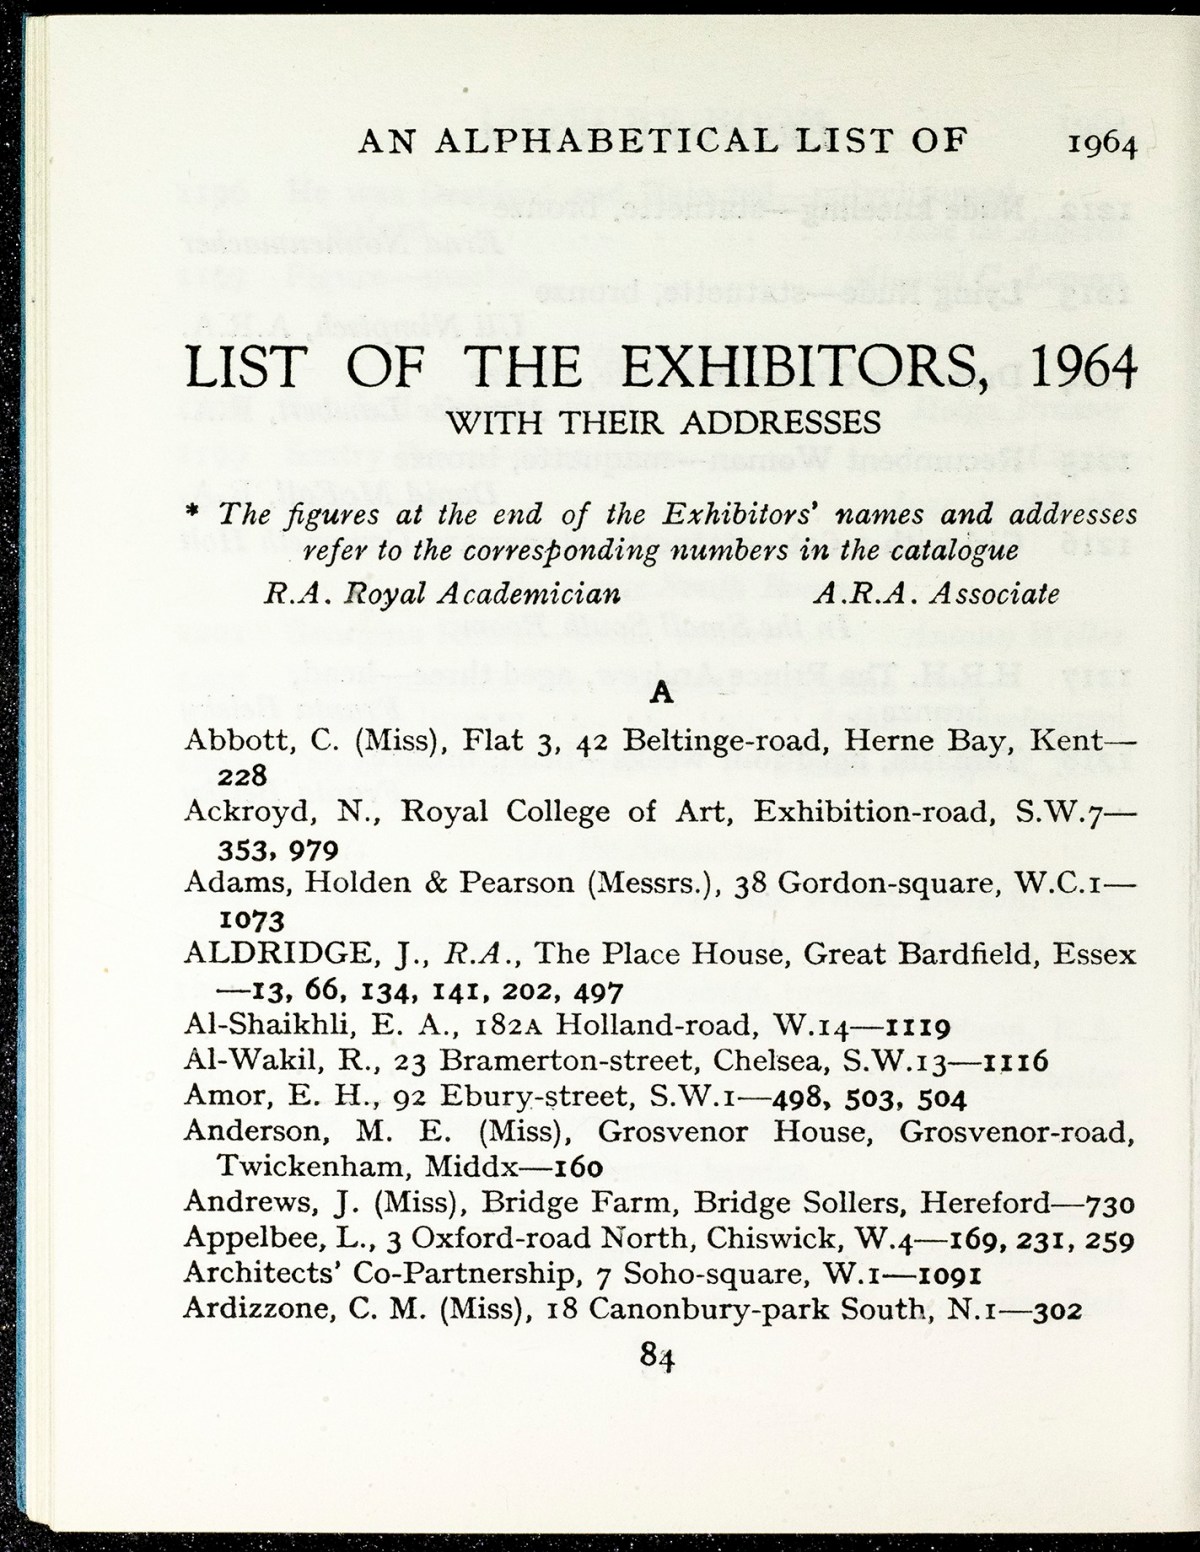 AN ALPHABETICAL LIST OF 1964
LIST OF THE EXHIBITORS, 1964
WITH THEIR ADDRESSES
* The figures at the end of the Exhibitors' names and addresses
refer to the corresponding numbers in the catalogue
R.A. Royal Academician A.R.A. Associate
A
Abbott, C. (Miss), Flat 3, 42 Beltinge-road, Herne Bay, Kent—
228
Ackroyd, N., Royal College of Art, Exhibition-road, S.W.7—
353, 979
Adams, Holden & Pearson (Messrs.), 38 Gordon-square, W.C.1—
1073
ALDRIDGE, J., R.A., The Place House, Great Bardfield, Essex
—13, 66, 134, 141, 202, 497
Al-Shaikhli, E. A., 182A Holland-road, W.14—1119
Al-Wakil, R., 23 Bramerton-street, Chelsea, S.W.13—1116
Amor, E. H., 92 Ebury-street, S.W.1—498, 503, 504
Anderson, M. E. (Miss), Grosvenor House, Grosvenor-road,
Twickenham, Middx—160
Andrews, J. (Miss), Bridge Farm, Bridge Sollers, Hereford—730
Appelbee, L., 3 Oxford-road North, Chiswick, W.4—169, 231, 259
Architects' Co-Partnership, 7 Soho-square, W.1—1091
Ardizzone, C. M. (Miss), 18 Canonbury-park South, N.1—302
84